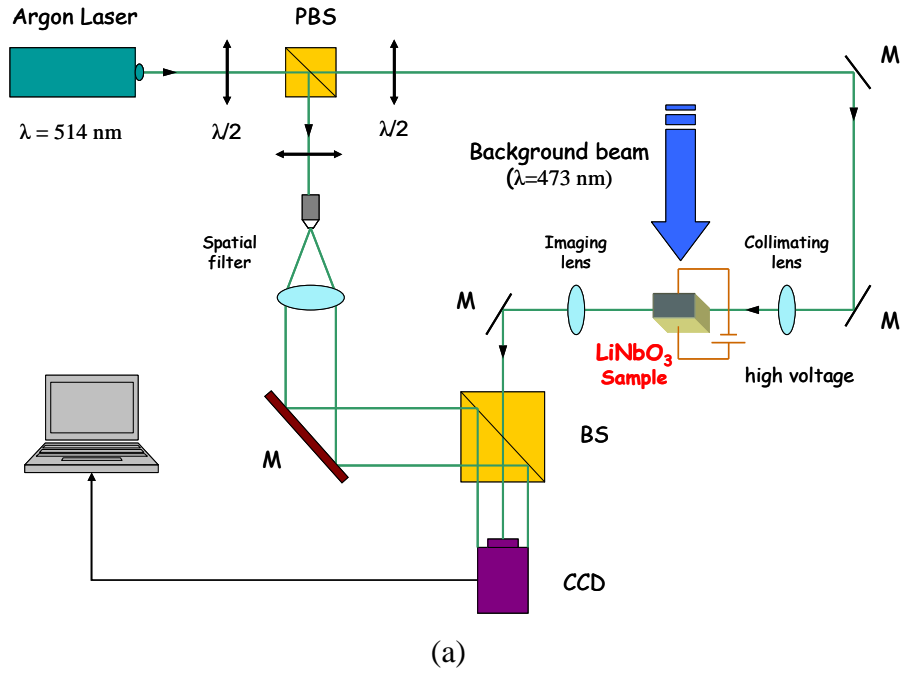 Argon Laser
PBS
M
λ = 514 nm
λ/2
λ/2
Background beam
(λ=473 nm)
Spatial
filter
Imaging
lens
Collimating
lens
M
M
LiNbO₃
Sample
high voltage
BS
M
CCD
(a)